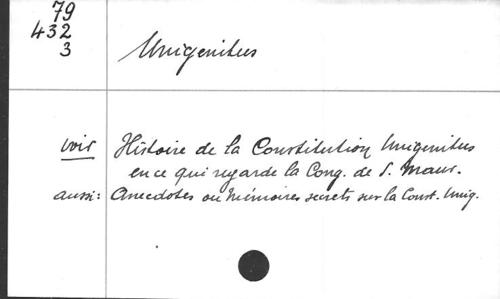 79
432
3
Unigenitus
voir Histoire de la Constitution Unigenitus
en ce qui regarde la Cong. de S. Maur.
aussi: Anecdotes ou Mémoires secrets sur la Const. Unig.